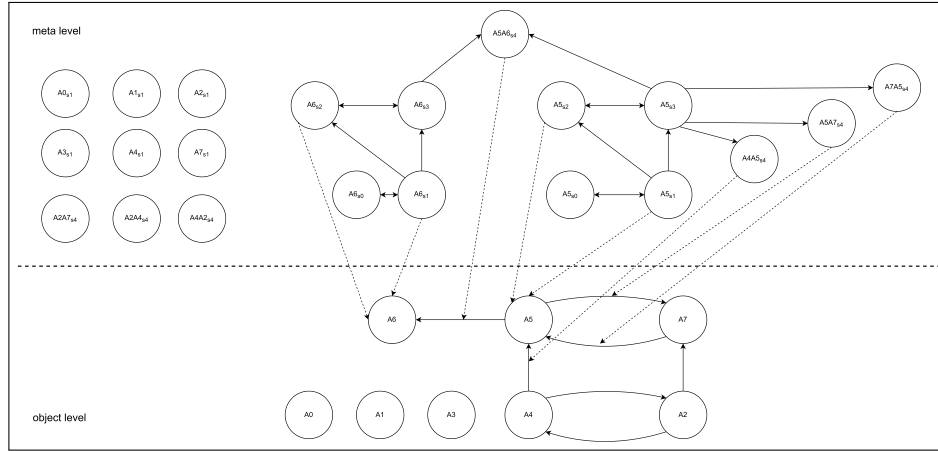 meta level
A5A6s4
A0s1 A1s1 A2s1
A6s2 A6s3 A5s2 A5s3 A7A5s4
A5A7s4
A3s1 A4s1 A7s1
A4A5s4
A6s0 A6s1 A5s0 A5s1
A2A7s4 A2A4s4 A4A2s4
A6 A5 A7
A0 A1 A3 A4 A2
object level